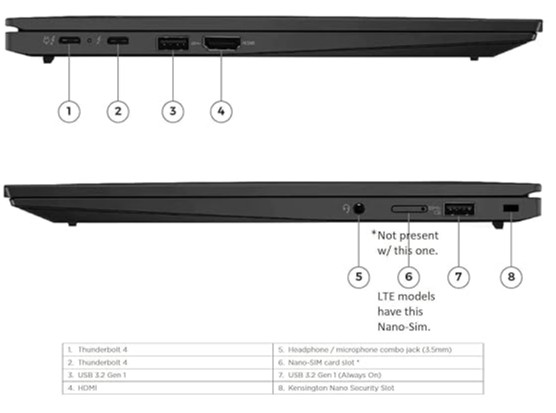 1 2 3 4
*Not present
w/ this one.
5 6 7 8
LTE models
have this
Nano-Sim.
1. Thunderbolt 4 5. Headphone / microphone combo jack (3.5mm)
2. Thunderbolt 4 6. Nano-SIM card slot *
3. USB 3.2 Gen 1 7. USB 3.2 Gen 1 (Always On)
4. HDMI 8. Kensington Nano Security Slot